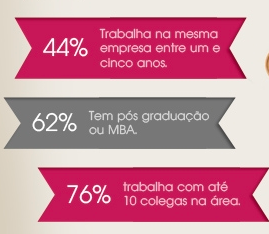 44% Trabalha na mesma
empresa entre um e
cinco anos.
62% Tem pós graduação
ou MBA.
76% trabalha com até
10 colegas na área.